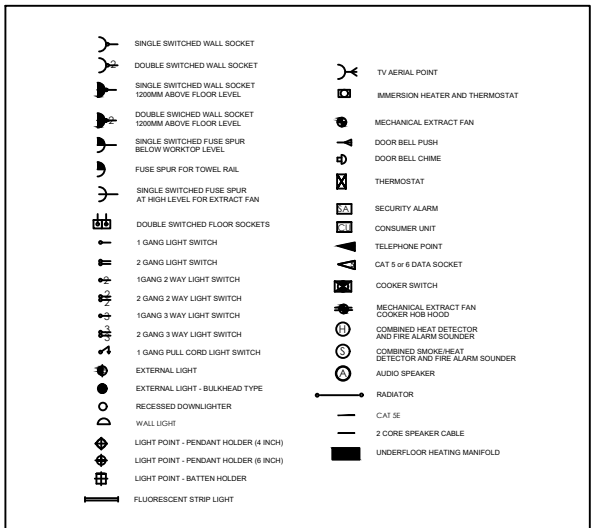 SINGLE SWITCHED WALL SOCKET
2
DOUBLE SWITCHED WALL SOCKET
SINGLE SWITCHED WALL SOCKET
1200MM ABOVE FLOOR LEVEL
2
DOUBLE SWICHED WALL SOCKET
1200MM ABOVE FLOOR LEVEL
SINGLE SWITCHED FUSE SPUR
BELOW WORKTOP LEVEL
FUSE SPUR FOR TOWEL RAIL
SINGLE SWITCHED FUSE SPUR
AT HIGH LEVEL FOR EXTRACT FAN
DOUBLE SWITCHED FLOOR SOCKETS
1 GANG LIGHT SWITCH
2 GANG LIGHT SWITCH
2
1GANG 2 WAY LIGHT SWITCH
2
2
2 GANG 2 WAY LIGHT SWITCH
3
1GANG 3 WAY LIGHT SWITCH
3
3
2 GANG 3 WAY LIGHT SWITCH
1 GANG PULL CORD LIGHT SWITCH
EXTERNAL LIGHT
EXTERNAL LIGHT - BULKHEAD TYPE
RECESSED DOWNLIGHTER
WALL LIGHT
LIGHT POINT - PENDANT HOLDER (4 INCH)
LIGHT POINT - PENDANT HOLDER (6 INCH)
LIGHT POINT - BATTEN HOLDER
FLUORESCENT STRIP LIGHT
TV AERIAL POINT
IMMERSION HEATER AND THERMOSTAT
MECHANICAL EXTRACT FAN
DOOR BELL PUSH
DOOR BELL CHIME
THERMOSTAT
SA
SECURITY ALARM
CU
CONSUMER UNIT
TELEPHONE POINT
CAT 5 or 6 DATA SOCKET
COOKER SWITCH
MECHANICAL EXTRACT FAN
COOKER HOB HOOD
H
COMBINED HEAT DETECTOR
AND FIRE ALARM SOUNDER
S
COMBINED SMOKE/HEAT
DETECTOR AND FIRE ALARM SOUNDER
A
AUDIO SPEAKER
RADIATOR
CAT 5E
2 CORE SPEAKER CABLE
UNDERFLOOR HEATING MANIFOLD